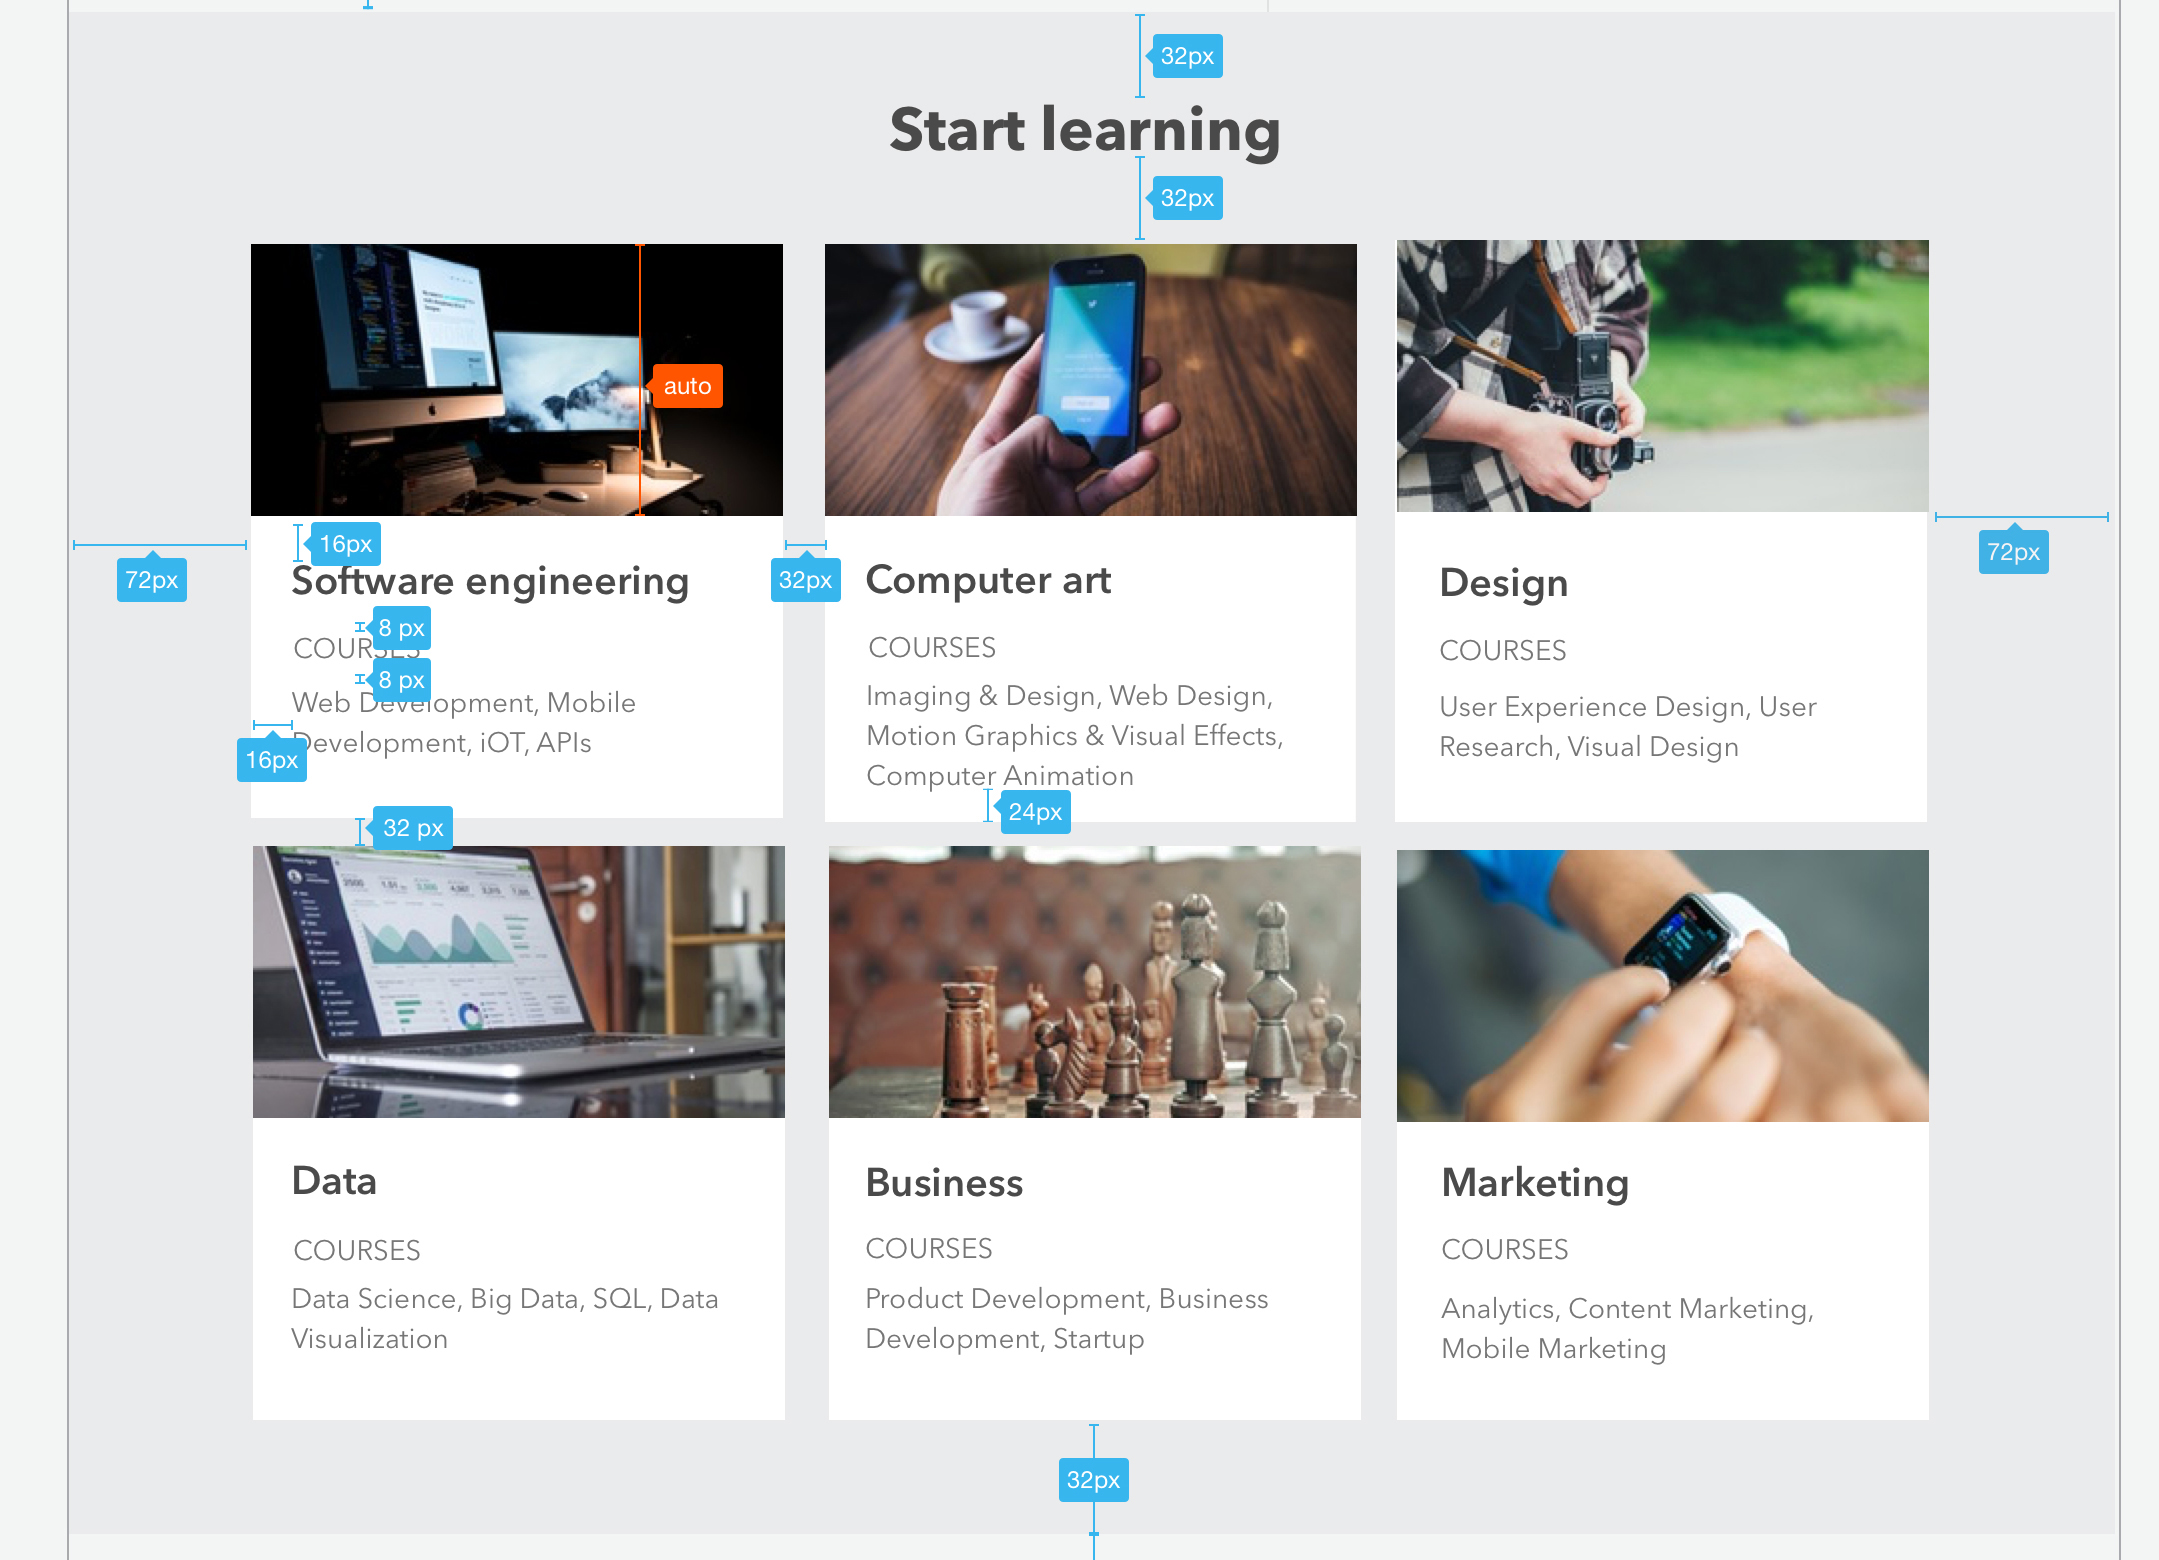 32px
Start learning
32px
auto
16px
72px
32px
72px
Software engineering
Computer art
Design
8 px
COURSES
COURSES
COURSES
8 px
Web Development, Mobile
Development, iOT, APIs
Imaging & Design, Web Design,
Motion Graphics & Visual Effects,
Computer Animation
User Experience Design, User
Research, Visual Design
16px
24px
32 px
Data
Business
Marketing
COURSES
COURSES
COURSES
Data Science, Big Data, SQL, Data
Visualization
Product Development, Business
Development, Startup
Analytics, Content Marketing,
Mobile Marketing
32px